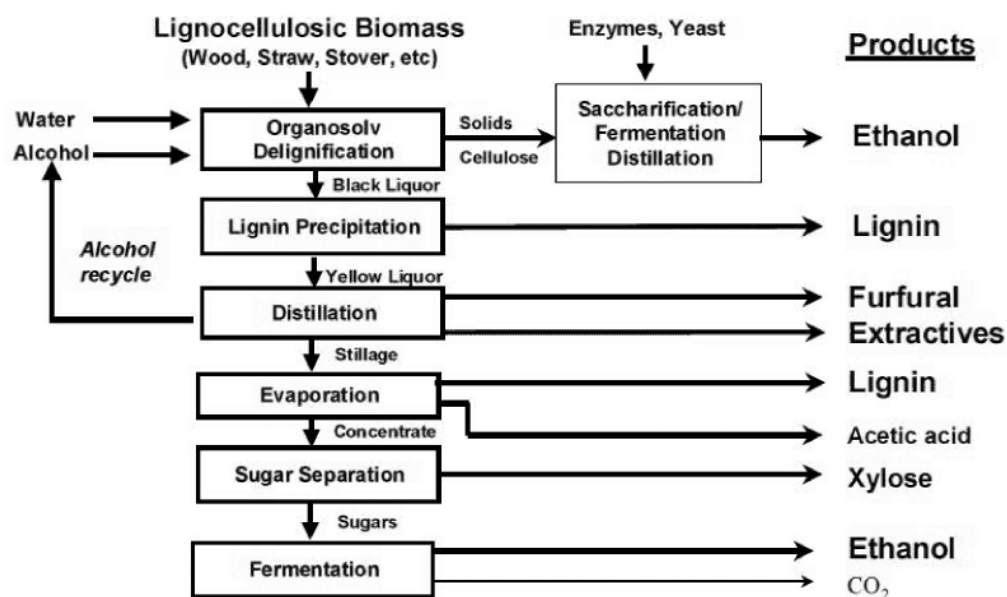 Lignocellulosic Biomass
(Wood, Straw, Stover, etc)
Enzymes, Yeast
Products
Water
Alcohol
Organosolv
Delignification
Solids
Cellulose
Saccharification/
Fermentation
Distillation
Ethanol
Black Liquor
Lignin Precipitation
Lignin
Alcohol
recycle
Yellow Liquor
Distillation
Furfural
Extractives
Stillage
Evaporation
Lignin
Acetic acid
Concentrate
Sugar Separation
Xylose
Sugars
Fermentation
Ethanol
CO₂